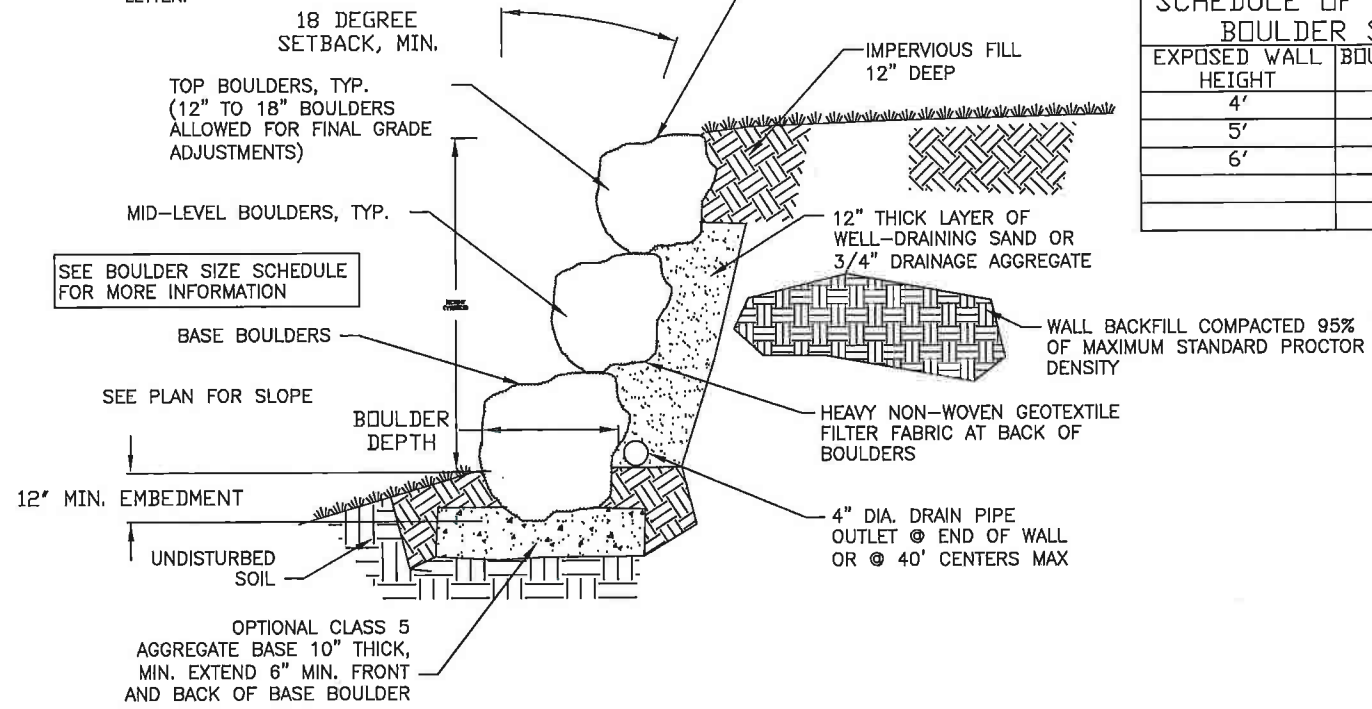 18 DEGREE
SETBACK, MIN.
TOP BOULDERS, TYP.
(12" TO 18" BOULDERS
ALLOWED FOR FINAL GRADE
ADJUSTMENTS)
MID-LEVEL BOULDERS, TYP.
SEE BOULDER SIZE SCHEDULE
FOR MORE INFORMATION
BASE BOULDERS
SEE PLAN FOR SLOPE
BOULDER
DEPTH
12' MIN. EMBEDMENT
UNDISTURBED
SOIL
OPTIONAL CLASS 5
AGGREGATE BASE 10" THICK,
MIN. EXTEND 6" MIN. FRONT
AND BACK OF BASE BOULDER
IMPERVIOUS FILL
12" DEEP
12" THICK LAYER OF
WELL-DRAINING SAND OR
3/4" DRAINAGE AGGREGATE
WALL BACKFILL COMPACTED 95%
OF MAXIMUM STANDARD PROCTOR
DENSITY
HEAVY NON-WOVEN GEOTEXTILE
FILTER FABRIC AT BACK OF
BOULDERS
4" DIA. DRAIN PIPE
OUTLET @ END OF WALL
OR @ 40' CENTERS MAX
SCHEDULE OF
BOULDER S
EXPOSED WALL BOU
HEIGHT
4'
5'
6'